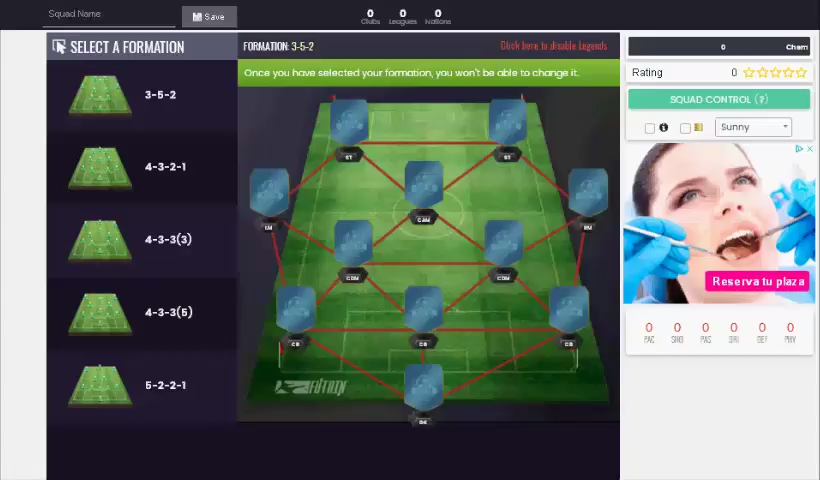 Squad Name
Save
0 0 0
Clubs Leagues Nations
SELECT A FORMATION
FORMATION: 3-5-2
Click here to disable Legends
Once you have selected your formation, you won't be able to change it.
3-5-2
4-3-2-1
4-3-3(3)
4-3-3(5)
5-2-2-1
ST ST
CAM
LM RM
CDM CDM
CB CB CB
GK
FUTBIN
0 Chem
Rating 0
SQUAD CONTROL (?)
Sunny
Reserva tu plaza
0 0 0 0 0 0
PAC SHO PAS DRI DEF PHY